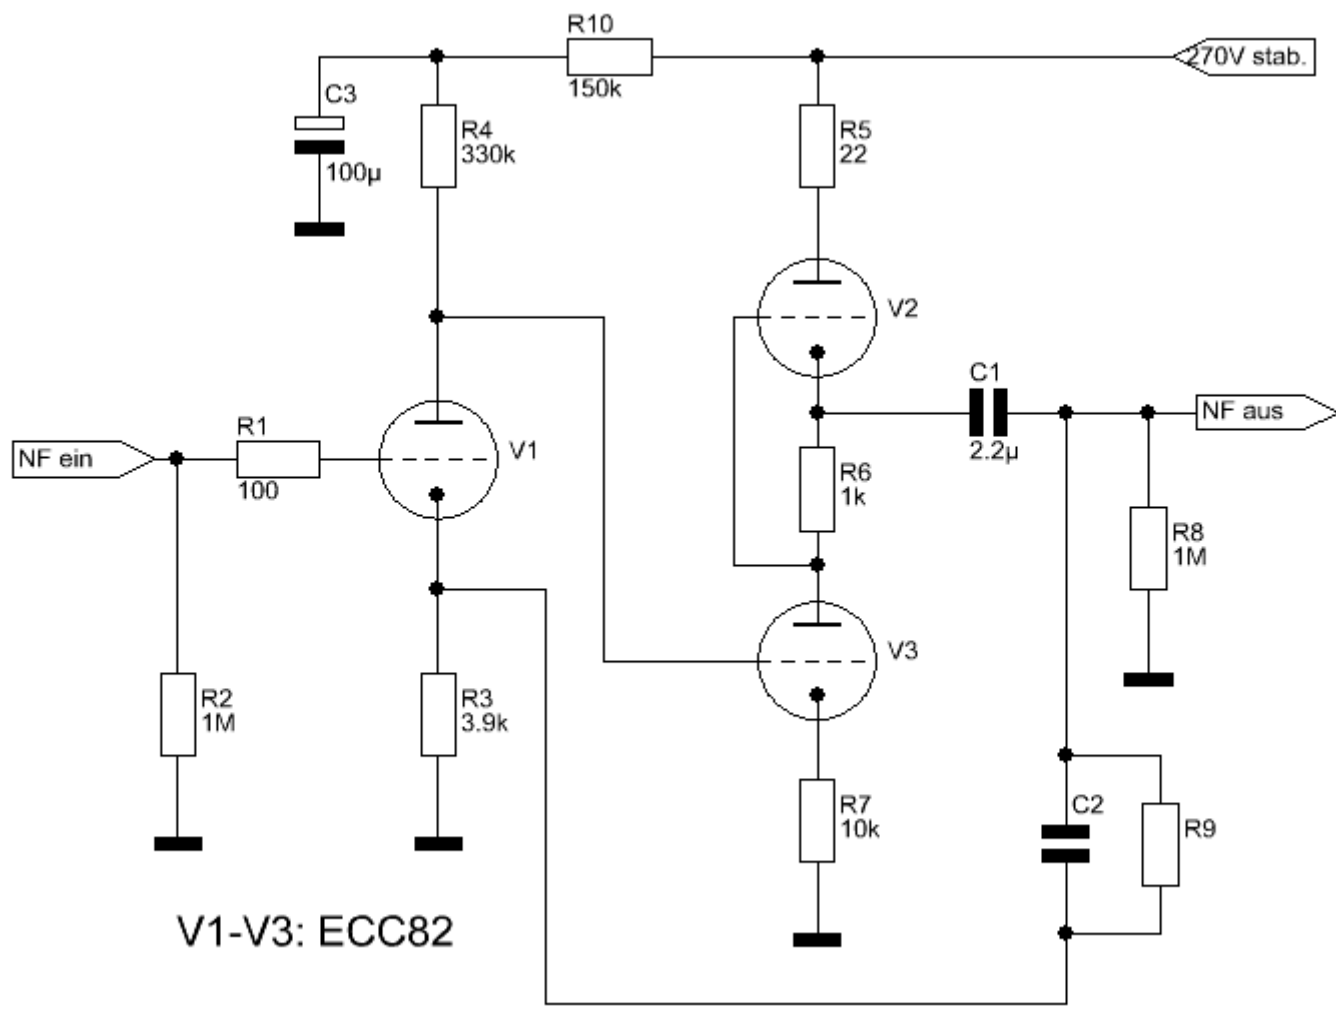 R10
150k
270V stab.
C3
100µ
R4
330k
R5
22
V2
C1
2.2µ
NF aus
R1
100
NF ein
V1
R6
1k
R8
1M
V3
R2
1M
R3
3.9k
R7
10k
C2
R9
V1-V3: ECC82